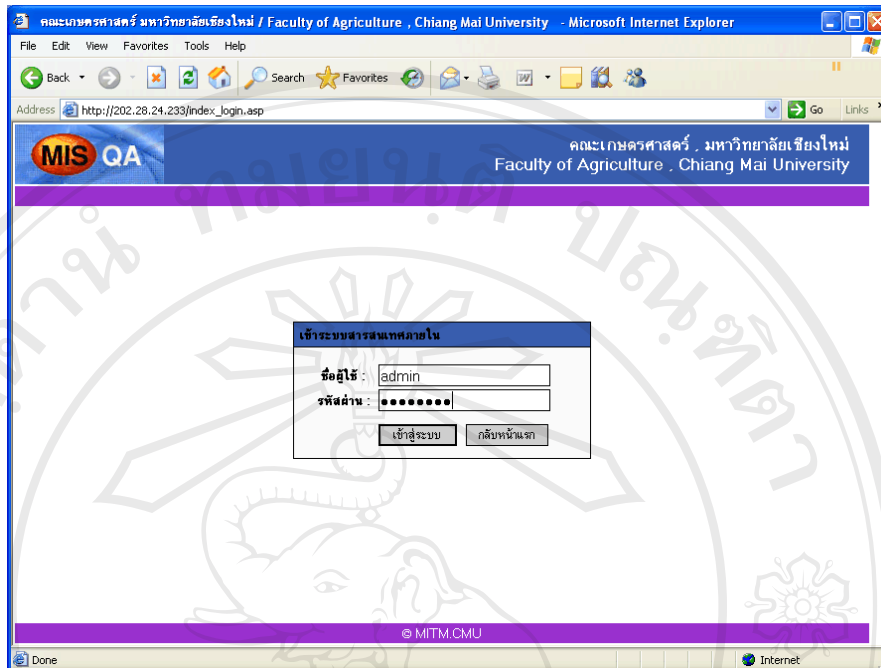 คณะเกษตรศาสตร์ มหาวิทยาลัยเชียงใหม่ / Faculty of Agriculture , Chiang Mai University - Microsoft Internet Explorer
File Edit View Favorites Tools Help
Back Search Favorites
Address http://202.28.24.233/index_login.asp Go Links
MIS QA
คณะเกษตรศาสตร์ , มหาวิทยาลัยเชียงใหม่
Faculty of Agriculture , Chiang Mai University
เข้าระบบสารสนเทศภายใน
ชื่อผู้ใช้ : admin
รหัสผ่าน : ●●●●●●●●
เข้าสู่ระบบ กลับหน้าแรก
© MITM.CMU
Done Internet